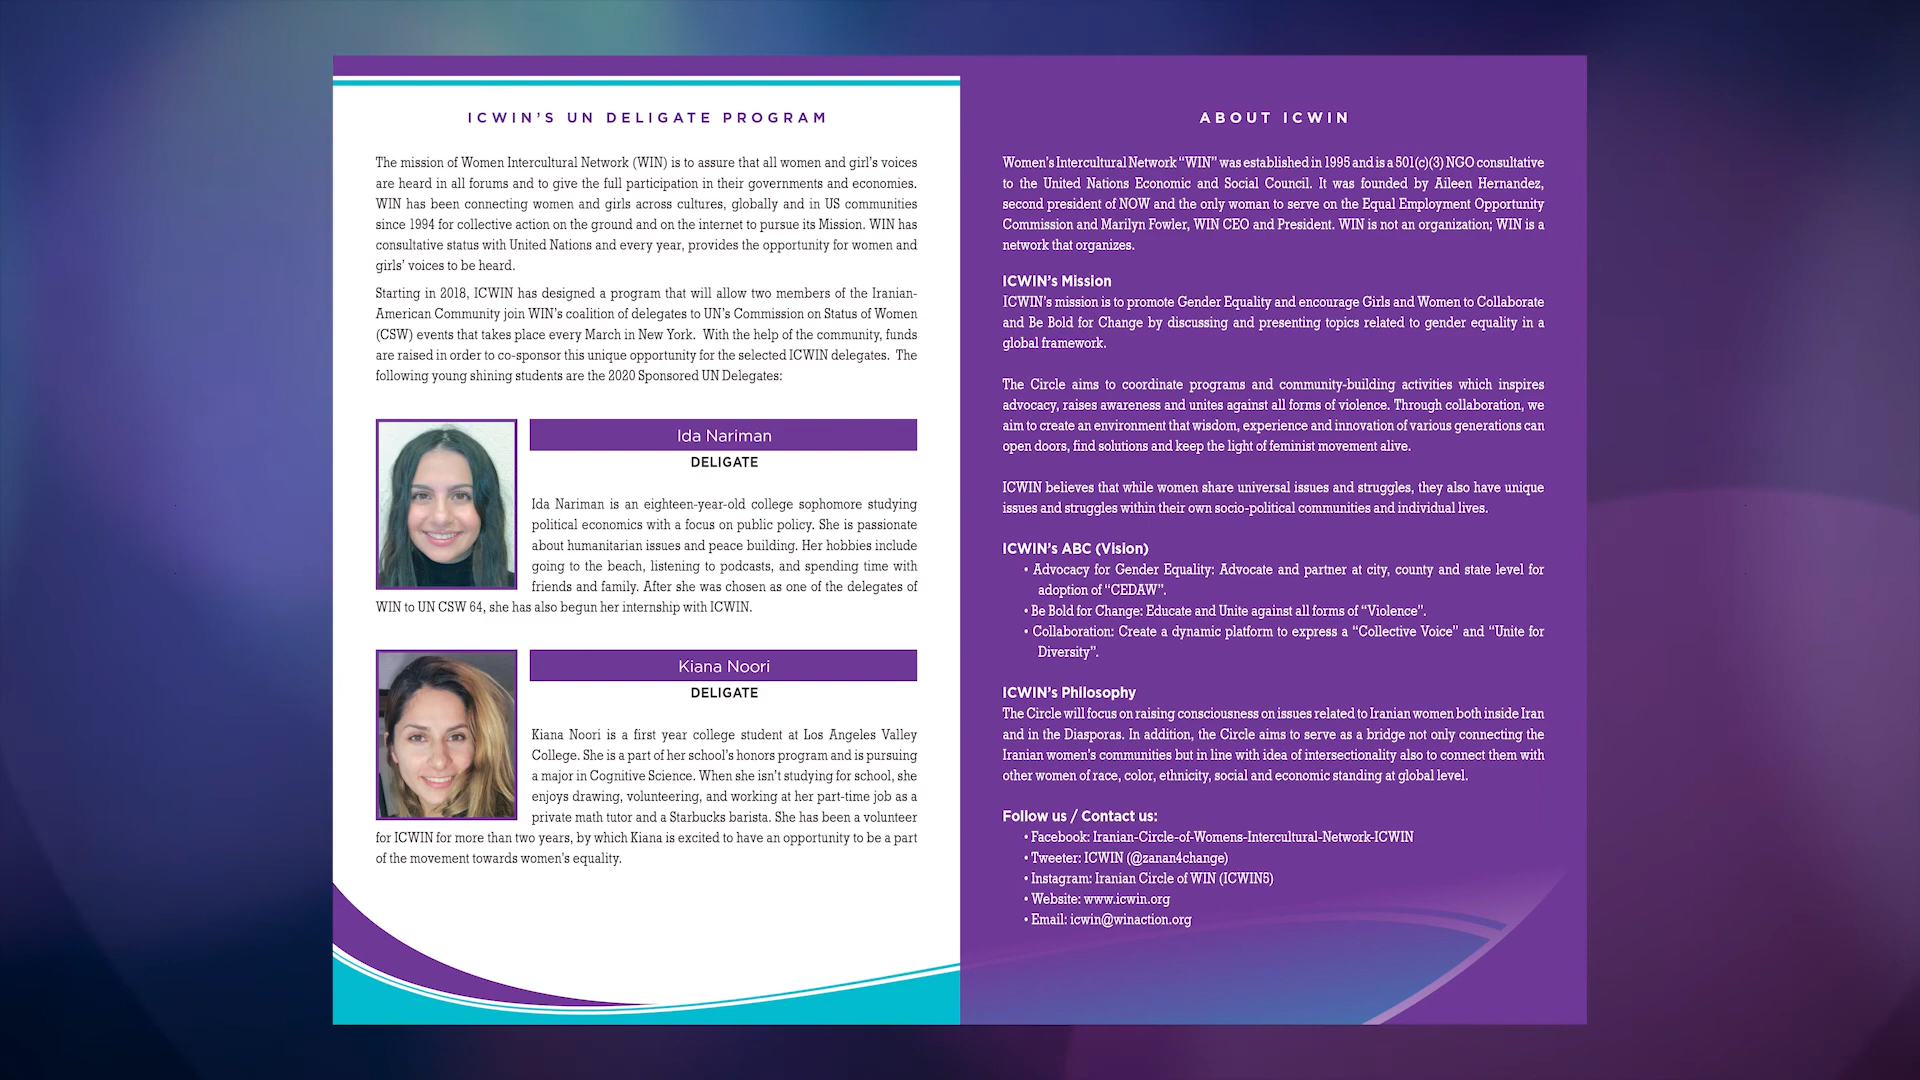 ICWIN’S UN DELIGATE PROGRAM
The mission of Women Intercultural Network (WIN) is to assure that all women and girl’s voices
are heard in all forums and to give the full participation in their governments and economies.
WIN has been connecting women and girls across cultures, globally and in US communities
since 1994 for collective action on the ground and on the internet to pursue its Mission. WIN has
consultative status with United Nations and every year, provides the opportunity for women and
girls’ voices to be heard.
Starting in 2018, ICWIN has designed a program that will allow two members of the Iranian-
American Community join WIN’s coalition of delegates to UN’s Commission on Status of Women
(CSW) events that takes place every March in New York. With the help of the community, funds
are raised in order to co-sponsor this unique opportunity for the selected ICWIN delegates. The
following young shining students are the 2020 Sponsored UN Delegates:
Ida Nariman
DELIGATE
Ida Nariman is an eighteen-year-old college sophomore studying
political economics with a focus on public policy. She is passionate
about humanitarian issues and peace building. Her hobbies include
going to the beach, listening to podcasts, and spending time with
friends and family. After she was chosen as one of the delegates of
WIN to UN CSW 64, she has also begun her internship with ICWIN.
Kiana Noori
DELIGATE
Kiana Noori is a first year college student at Los Angeles Valley
College. She is a part of her school’s honors program and is pursuing
a major in Cognitive Science. When she isn’t studying for school, she
enjoys drawing, volunteering, and working at her part-time job as a
private math tutor and a Starbucks barista. She has been a volunteer
for ICWIN for more than two years, by which Kiana is excited to have an opportunity to be a part
of the movement towards women’s equality.
ABOUT ICWIN
Women’s Intercultural Network “WIN” was established in 1995 and is a 501(c)(3) NGO consultative
to the United Nations Economic and Social Council. It was founded by Aileen Hernandez,
second president of NOW and the only woman to serve on the Equal Employment Opportunity
Commission and Marilyn Fowler, WIN CEO and President. WIN is not an organization; WIN is a
network that organizes.
ICWIN’s Mission
ICWIN’s mission is to promote Gender Equality and encourage Girls and Women to Collaborate
and Be Bold for Change by discussing and presenting topics related to gender equality in a
global framework.
The Circle aims to coordinate programs and community-building activities which inspires
advocacy, raises awareness and unites against all forms of violence. Through collaboration, we
aim to create an environment that wisdom, experience and innovation of various generations can
open doors, find solutions and keep the light of feminist movement alive.
ICWIN believes that while women share universal issues and struggles, they also have unique
issues and struggles within their own socio-political communities and individual lives.
ICWIN’s ABC (Vision)
• Advocacy for Gender Equality: Advocate and partner at city, county and state level for
adoption of “CEDAW”.
• Be Bold for Change: Educate and Unite against all forms of “Violence”.
• Collaboration: Create a dynamic platform to express a “Collective Voice” and “Unite for
Diversity”.
ICWIN’s Philosophy
The Circle will focus on raising consciousness on issues related to Iranian women both inside Iran
and in the Diasporas. In addition, the Circle aims to serve as a bridge not only connecting the
Iranian women’s communities but in line with idea of intersectionality also to connect them with
other women of race, color, ethnicity, social and economic standing at global level.
Follow us / Contact us:
• Facebook: Iranian-Circle-of-Womens-Intercultural-Network-ICWIN
• Tweeter: ICWIN (@zanan4change)
• Instagram: Iranian Circle of WIN (ICWIN5)
• Website: www.icwin.org
• Email: icwin@winaction.org